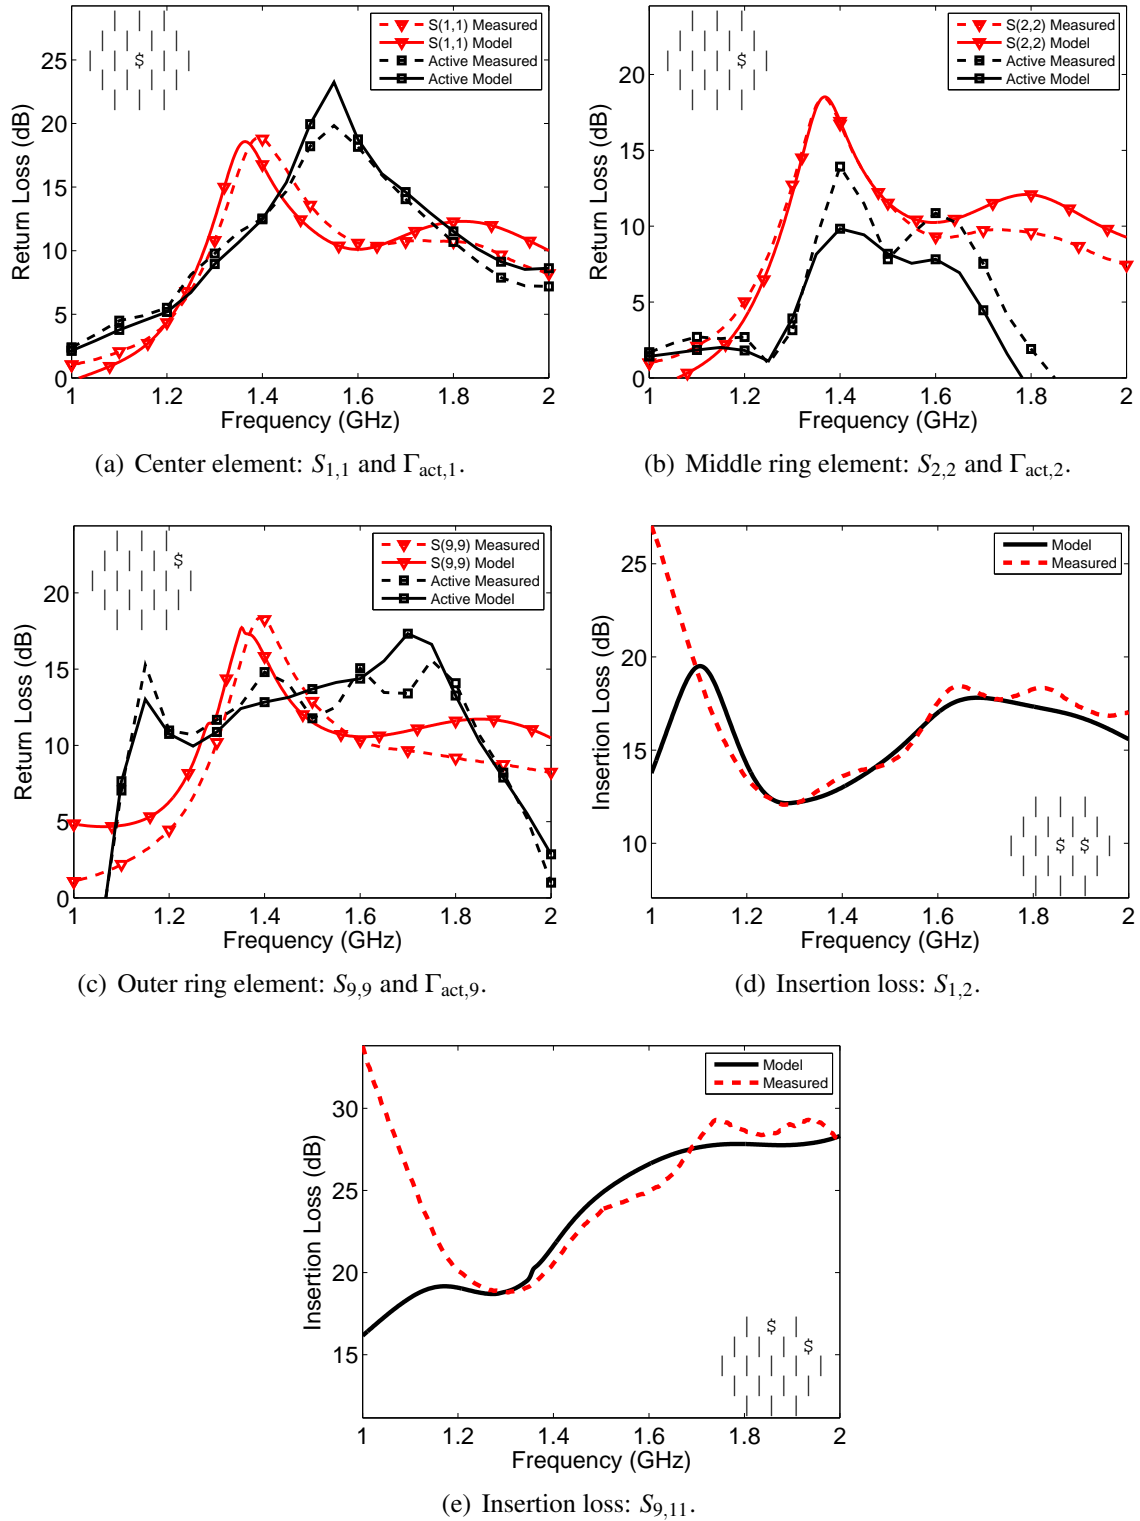 S(1,1) Measured
S(1,1) Model
Active Measured
Active Model
$
25
20
15
10
5
0
1
1.2
1.4
1.6
1.8
2
Return Loss (dB)
Frequency (GHz)
(a) Center element: S1,1 and Γact,1.
S(2,2) Measured
S(2,2) Model
Active Measured
Active Model
$
20
15
10
5
0
1
1.2
1.4
1.6
1.8
2
Return Loss (dB)
Frequency (GHz)
(b) Middle ring element: S2,2 and Γact,2.
S(9,9) Measured
S(9,9) Model
Active Measured
Active Model
$
20
15
10
5
0
1
1.2
1.4
1.6
1.8
2
Return Loss (dB)
Frequency (GHz)
(c) Outer ring element: S9,9 and Γact,9.
Model
Measured
25
20
15
10
$ $
1
1.2
1.4
1.6
1.8
2
Insertion Loss (dB)
Frequency (GHz)
(d) Insertion loss: S1,2.
Model
Measured
30
25
20
15
$
$
1
1.2
1.4
1.6
1.8
2
Insertion Loss (dB)
Frequency (GHz)
(e) Insertion loss: S9,11.